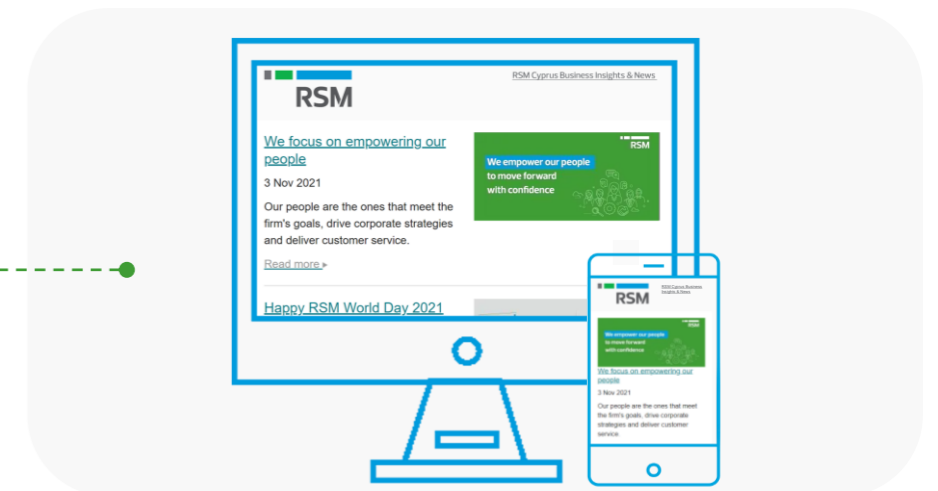 RSM Cyprus Business Insights & News
RSM
We focus on empowering our
people
3 Nov 2021
Our people are the ones that meet the
firm's goals, drive corporate strategies
and deliver customer service.
Read more
RSM
We empower our people
to move forward
with confidence
Happy RSM World Day 2021
RSM Cyprus Business
Insights & News
RSM
RSM
We empower our people
to move forward
with confidence
We focus on empowering our
people
3 Nov 2021
Our people are the ones that meet
the firm's goals, drive corporate
strategies and deliver customer
service.